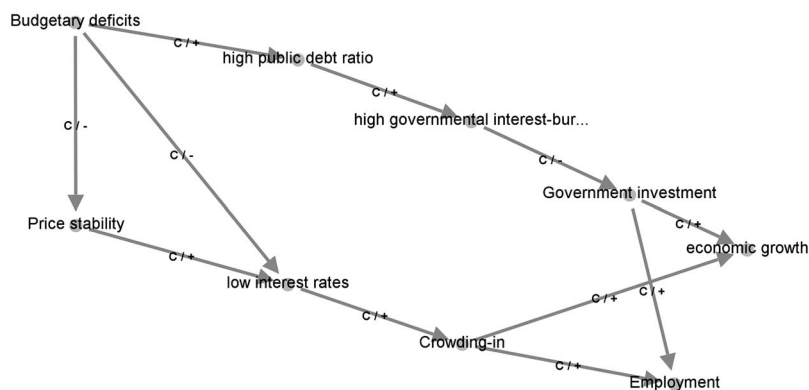 Budgetary deficits
C / +
high public debt ratio
C / +
high governmental interest-bur...
C / -
C / -
C / -
Government investment
Price stability
C / +
economic growth
C / +
low interest rates
C / +
C / +
C / +
Crowding-in
C / +
Employment